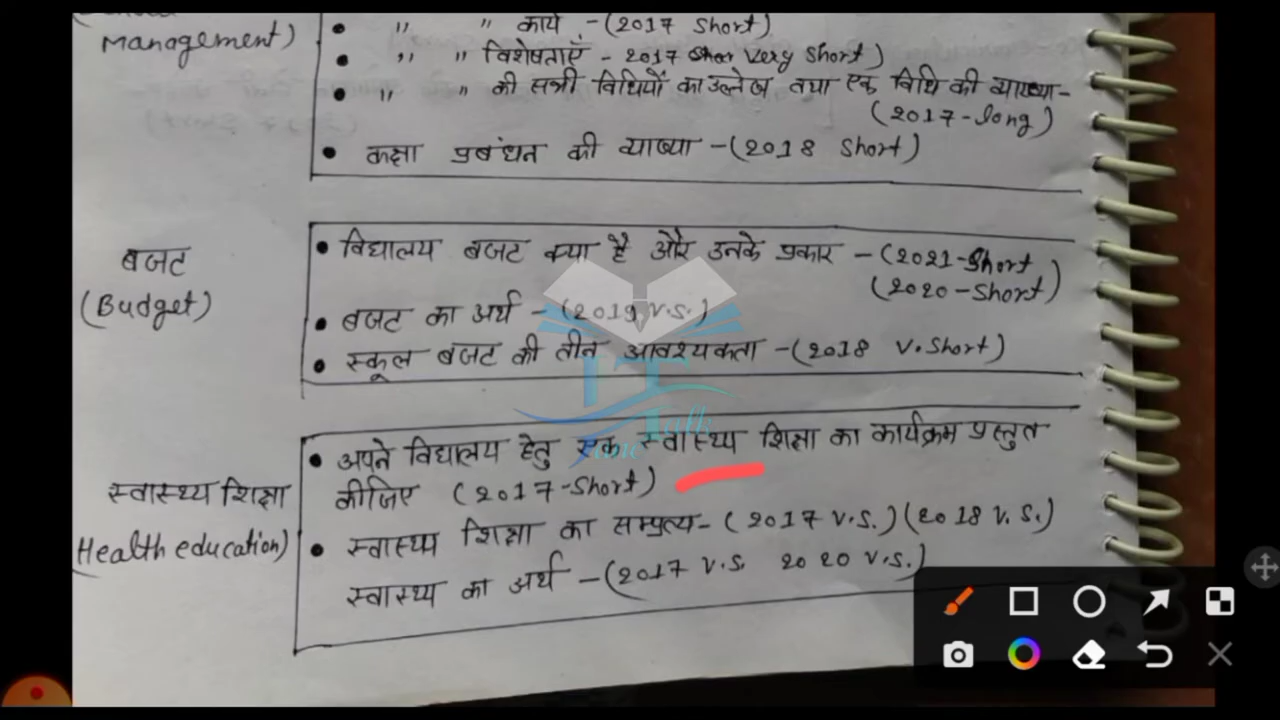 Management)
• ,, ,, कार्य - (2017 Short)
• ,, ,, विशेषताएँ - 2017 Very Short)
• ,, ,, की सभी विधियों का उल्लेख तथा एक विधि की व्याख्या-
(2017-long)
• कक्षा प्रबंधन की व्याख्या -(2018 Short)
बजट
(Budget)
• विद्यालय बजट क्या है और उनके प्रकार - (2021-Short
(2020-Short)
• बजट का अर्थ - (2019 V.S.)
• स्कूल बजट की तीन आवश्यकता -(2018 V.Short)
IT
Talk
स्वास्थ्य शिक्षा
(Health education)
• अपने विद्यालय हेतु एक स्वास्थ्य शिक्षा का कार्यक्रम प्रस्तुत
कीजिए (2017-Short)
• स्वास्थ्य शिक्षा का सम्प्रत्य- (2017 V.S.) (2018 V.S.)
स्वास्थ्य का अर्थ -(2017 V.S. 2020 V.S.)